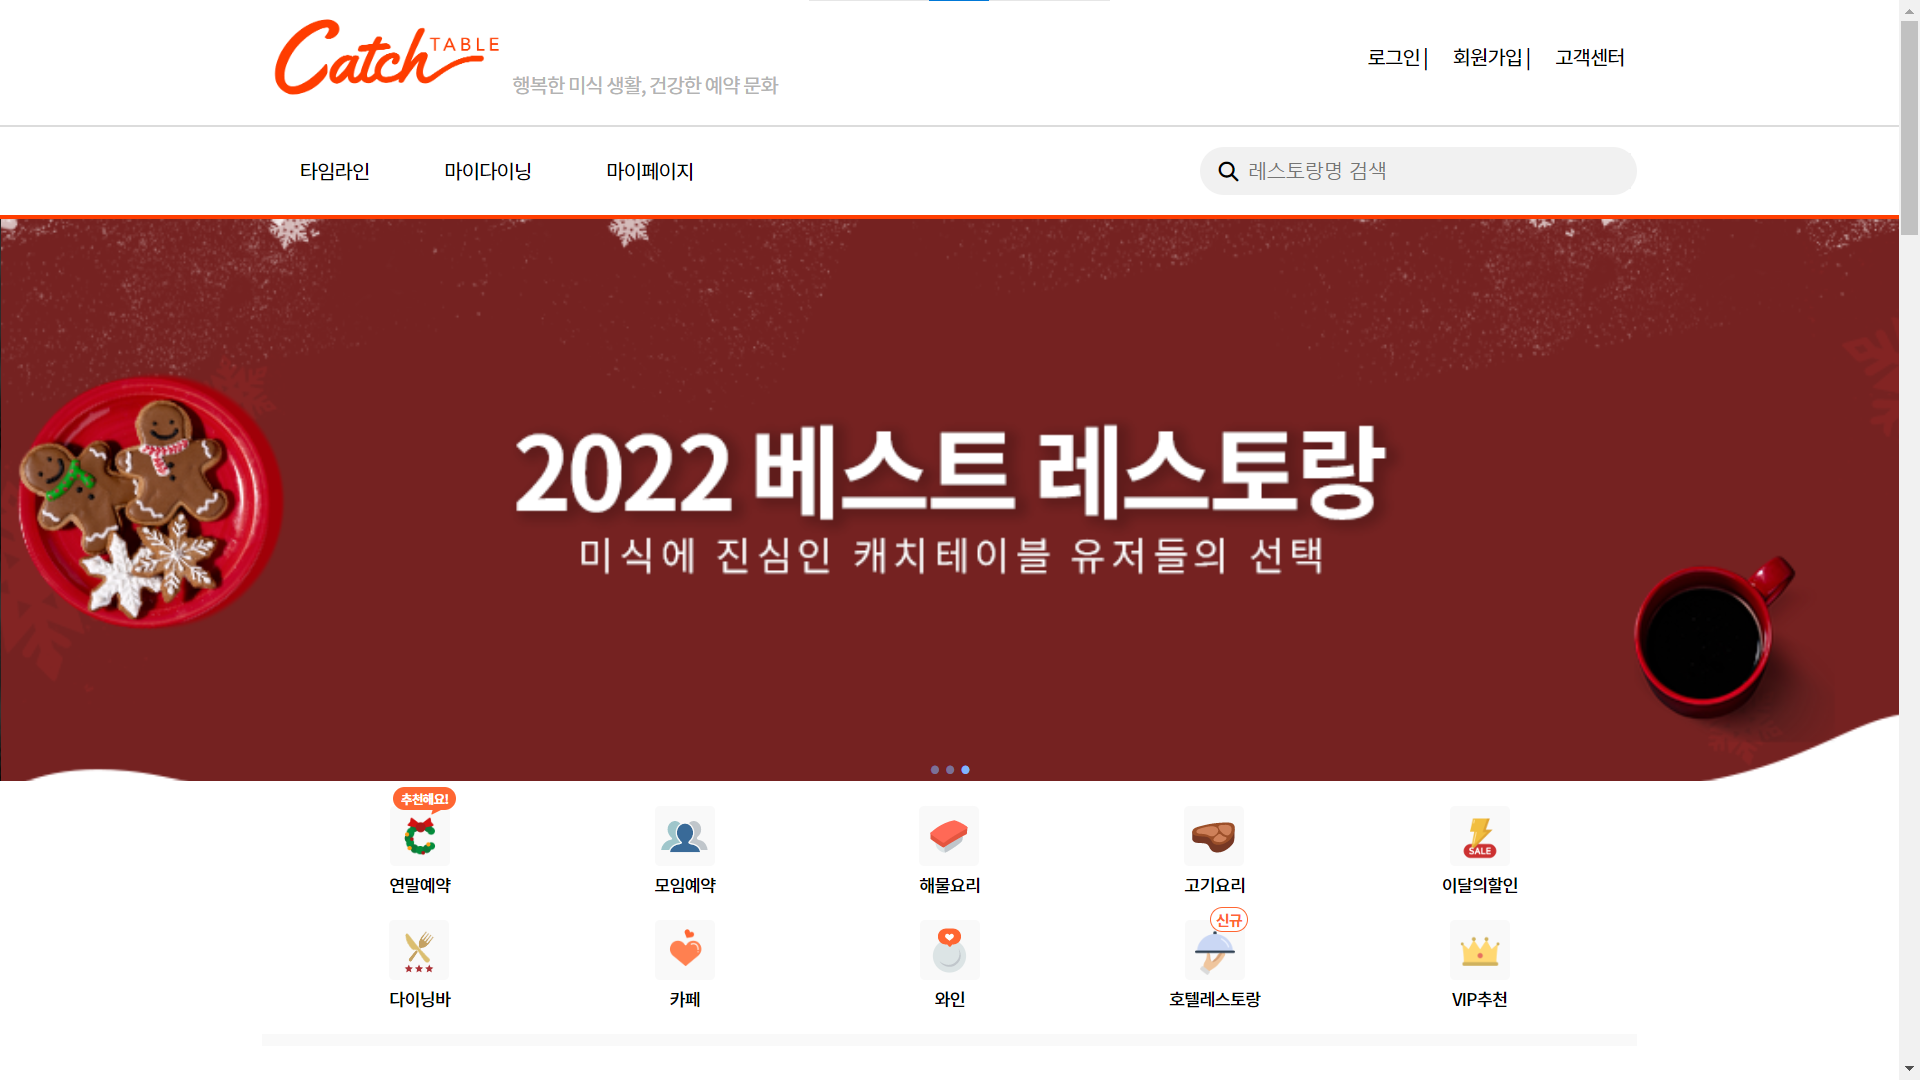 Catch TABLE
행복한 미식 생활, 건강한 예약 문화
로그인| 회원가입| 고객센터
타임라인 마이다이닝 마이페이지
레스토랑명 검색
2022 베스트 레스토랑
미식에 진심인 캐치테이블 유저들의 선택
추천해요!
SALE
연말예약 모임예약 해물요리 고기요리 이달의할인
신규
다이닝바 카페 와인 호텔레스토랑 VIP추천